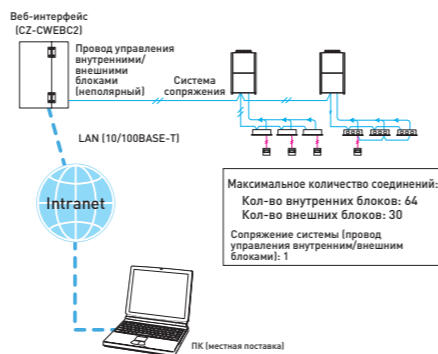 Веб-интерфейс
(CZ-CWEBC2)
Провод управления
внутренними/
внешними
блоками
(неполярный)
Система
сопряжения
LAN (10/100BASE-T)
Intranet
Максимальное количество соединений:
Кол-во внутренних блоков: 64
Кол-во внешних блоков: 30
Сопряжение системы (провод
управления внутренним/внешним
блоками): 1
ПК (местная поставка)